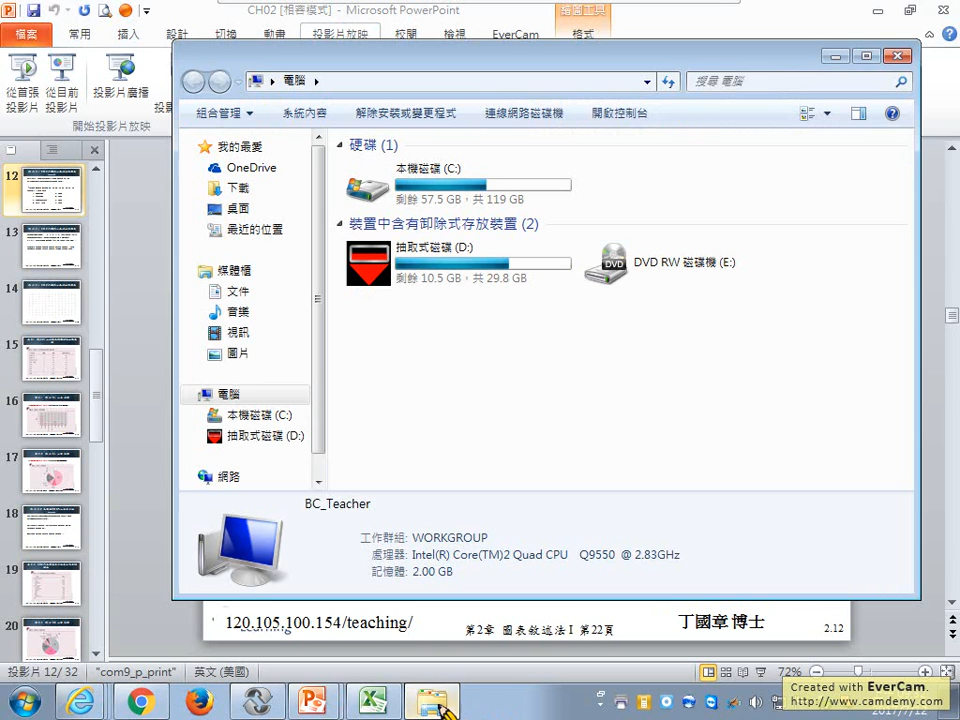 CH02 [相容模式] - Microsoft PowerPoint
繪圖工具
檔案 常用 插入 設計 切換 動畫 投影片放映 校閱 檢視 EverCam 格式
從首張投影片 從目前投影片 投影片廣播
開始投影片放映
電腦
搜尋 電腦
組合管理 系統內容 解除安裝或變更程式 連線網路磁碟機 開啟控制台
我的最愛
OneDrive
下載
桌面
最近的位置
媒體櫃
文件
音樂
視訊
圖片
電腦
本機磁碟 (C:)
抽取式磁碟 (D:)
網路
硬碟 (1)
本機磁碟 (C:)
剩餘 57.5 GB，共 119 GB
裝置中含有卸除式存放裝置 (2)
抽取式磁碟 (D:)
剩餘 10.5 GB，共 29.8 GB
DVD RW 磁碟機 (E:)
BC_Teacher
工作群組: WORKGROUP
處理器: Intel(R) Core(TM)2 Quad CPU Q9550 @ 2.83GHz
記憶體: 2.00 GB
12
13
14
15
16
17
18
19
20
120.105.100.154/teaching/
第2章 圖表敘述法 I 第22頁
丁國章 博士
2.12
投影片 12/ 32 "com9_p_print" 英文 (美國) 72%
Created with EverCam.
http://www.camdemy.com